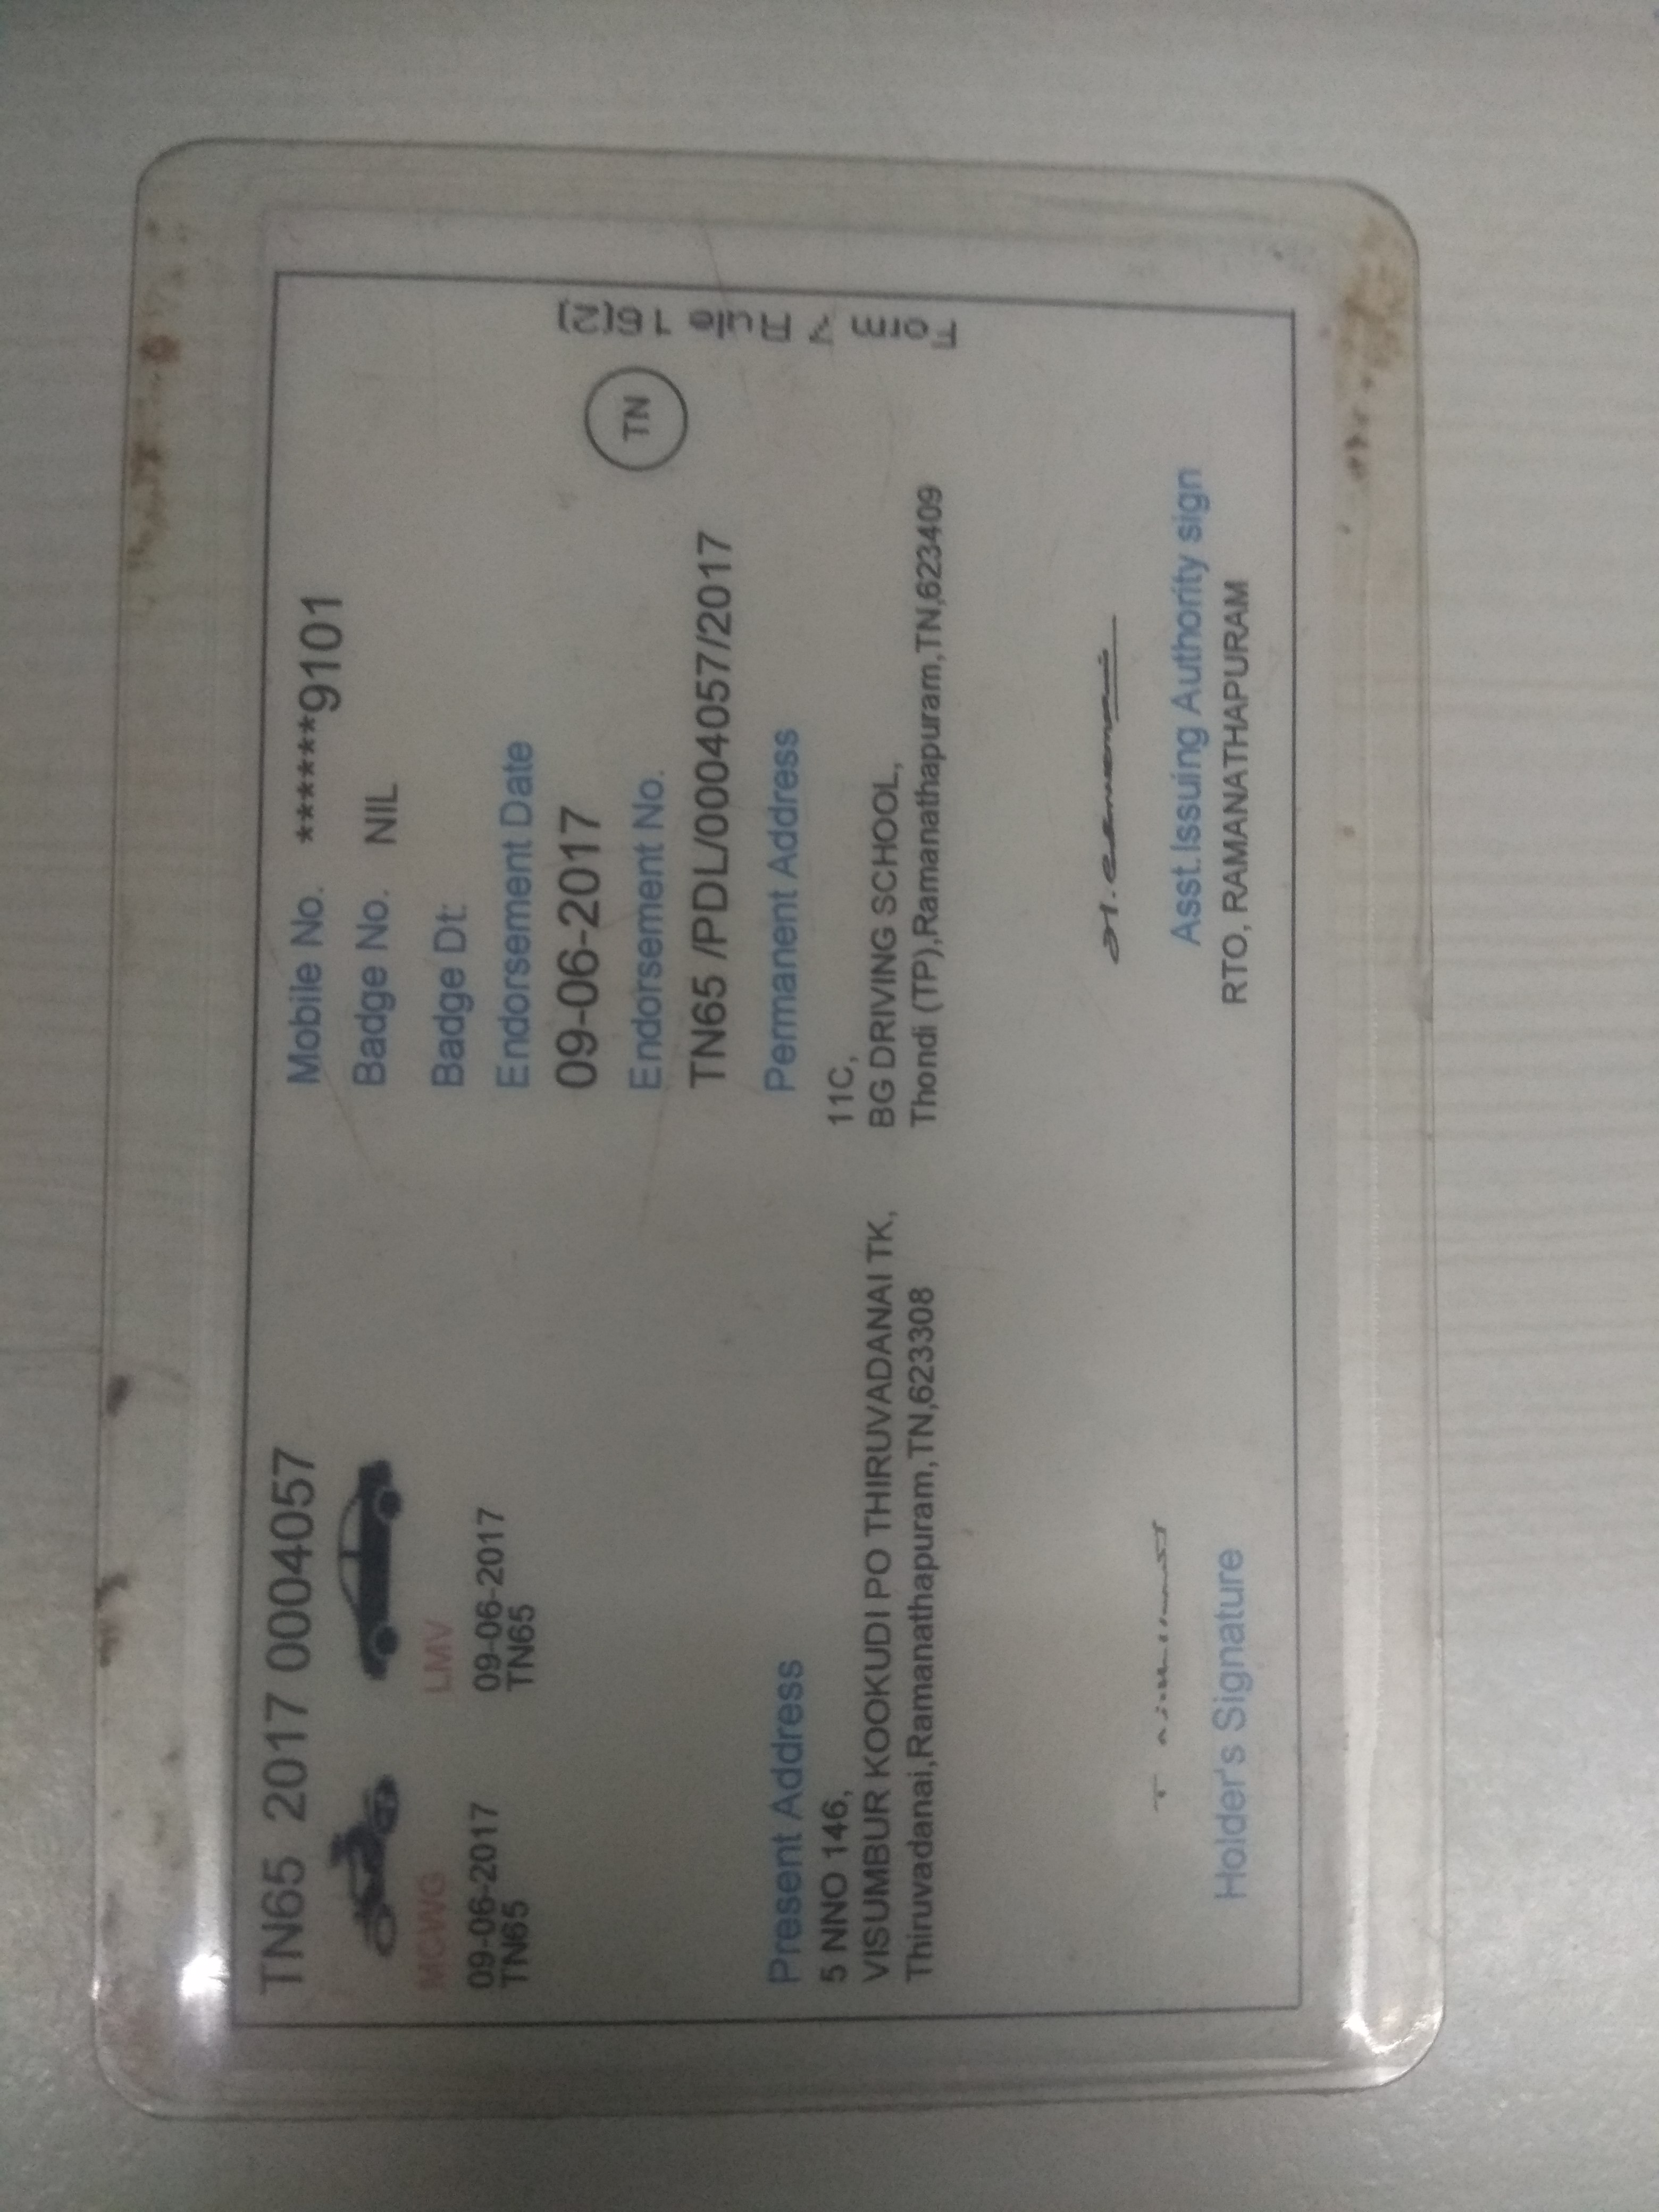 TN65 2017 0004057
MCWG
09-06-2017
TN65
LMV
09-06-2017
TN65
Mobile No. ******9101
Badge No. NIL
Badge Dt:
Endorsement Date
09-06-2017
Endorsement No.
TN65 /PDL/0004057/2017
TN
Form 7 Rule 16(2)
Present Address
5 NNO 146,
VISUMBUR KOOKUDI PO THIRUVADANAI TK,
Thiruvadanai,Ramanathapuram,TN,623308
Permanent Address
11C,
BG DRIVING SCHOOL,
Thondi (TP),Ramanathapuram,TN,623409
Holder's Signature
Asst.Issuing Authority sign
RTO, RAMANATHAPURAM